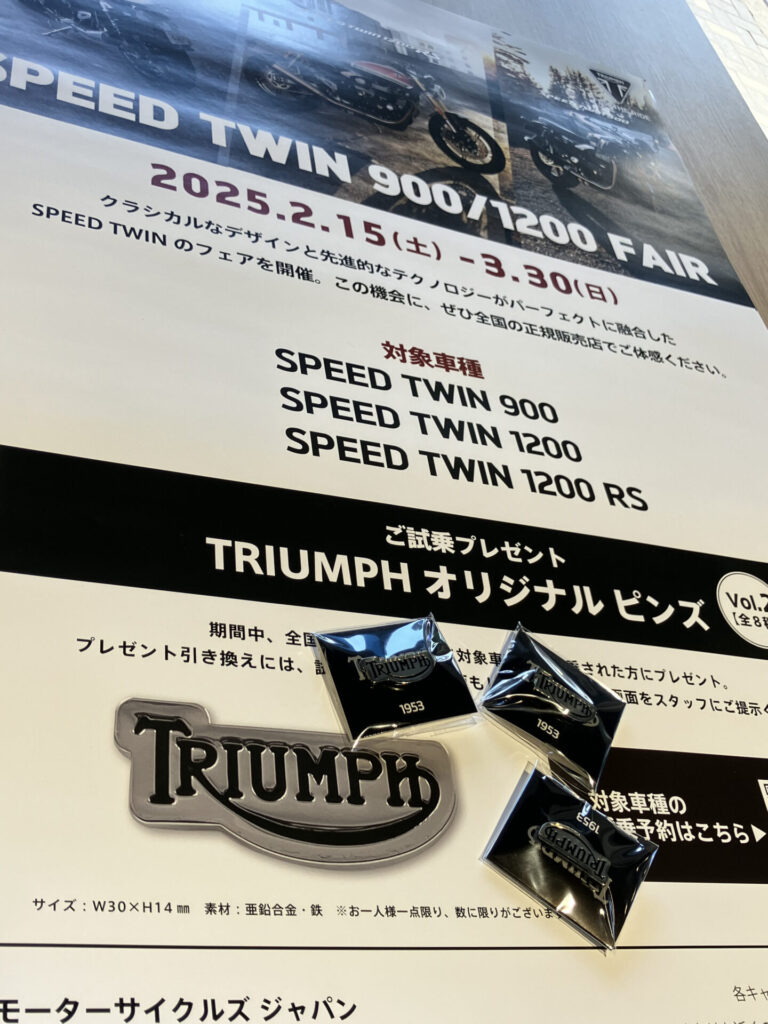 SPEED TWIN 900/1200 FAIR
2025.2.15(土) - 3.30(日)
クラシカルなデザインと先進的なテクノロジーがパーフェクトに融合した
SPEED TWIN のフェアを開催。この機会に、ぜひ全国の正規販売店でご体感ください。
対象車種
SPEED TWIN 900
SPEED TWIN 1200
SPEED TWIN 1200 RS
ご試乗プレゼント
TRIUMPH オリジナル ピンズ
Vol.2
【全8種
期間中、全国 対象車 された方にプレゼント。
プレゼント引き換えには、 画面をスタッフにご提示く
TRIUMPH
1953
TRIUMPH
1953
TRIUMPH
1953
TRIUMPH
対象車種の
乗予約はこちら▶
サイズ：W30×H14㎜ 素材：亜鉛合金・鉄 ※お一人様一点限り、数に限りがございます
モーターサイクルズ ジャパン
各キャ